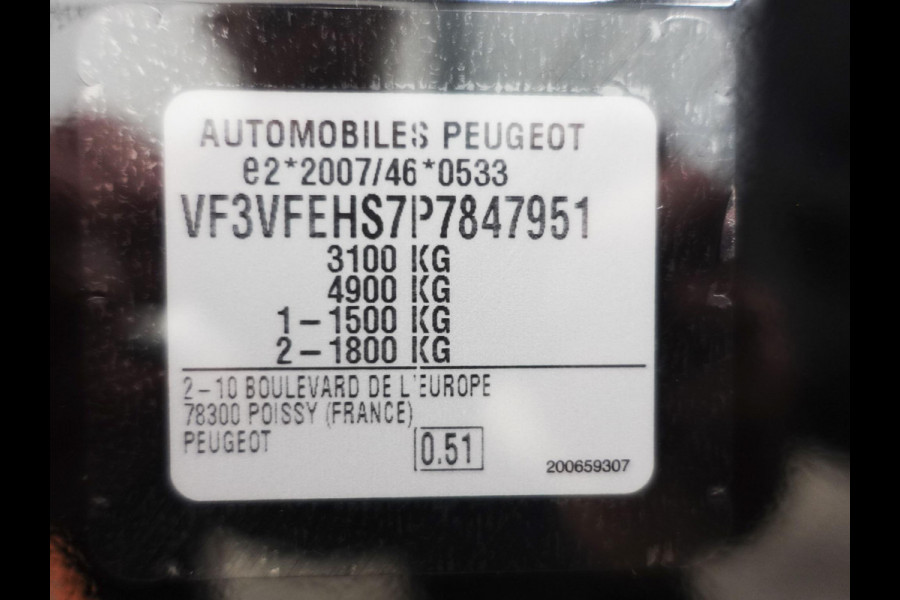 AUTOMOBILES PEUGEOT
e2*2007/46*0533
VF3VFEHS7P7847951
3100 KG
4900 KG
1-1500 KG
2-1800 KG
2-10 BOULEVARD DE L'EUROPE
78300 POISSY (FRANCE)
PEUGEOT
0.51
200659307